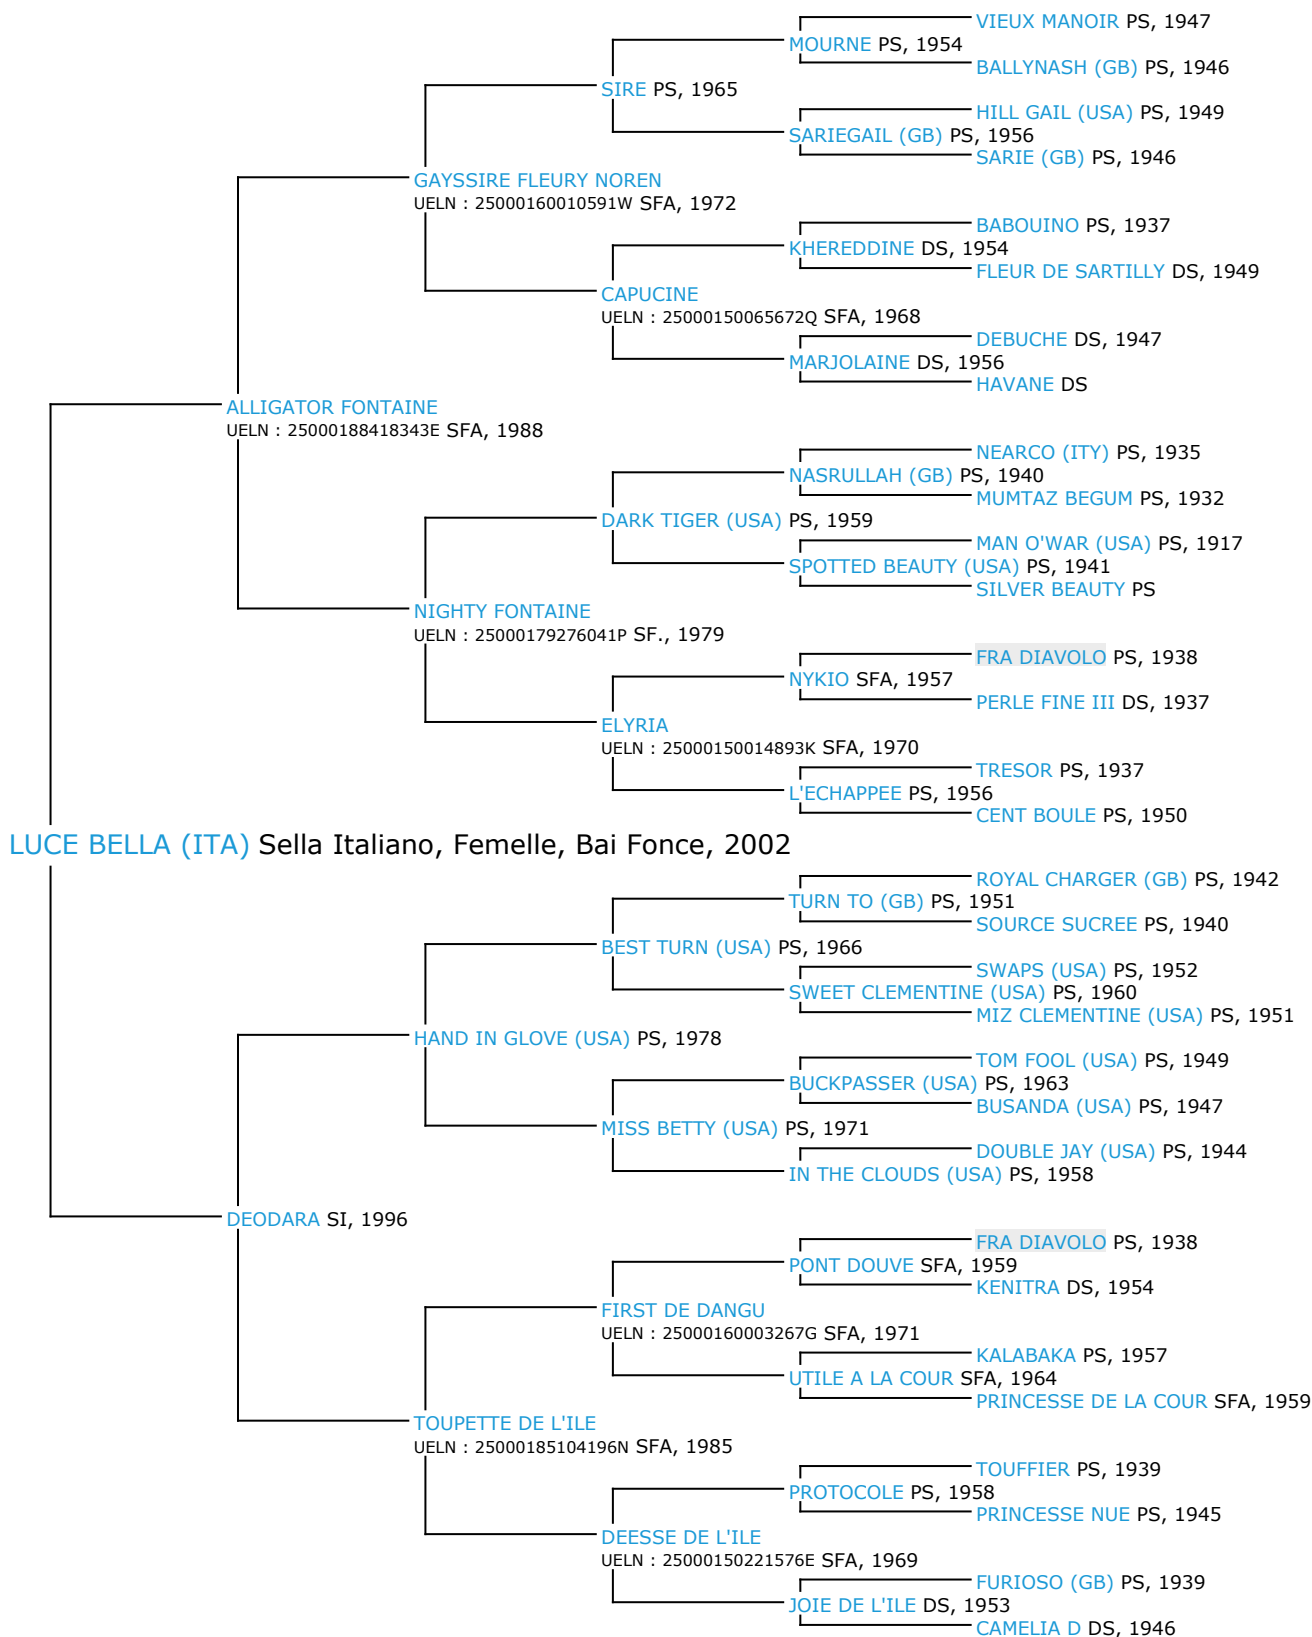 VIEUX MANOIR PS, 1947
MOURNE PS, 1954
BALLYNASH (GB) PS, 1946
SIRE PS, 1965
HILL GAIL (USA) PS, 1949
SARIEGAIL (GB) PS, 1956
SARIE (GB) PS, 1946
GAYSSIRE FLEURY NOREN
UELN : 25000160010591W SFA, 1972
BABOUINO PS, 1937
KHEREDDINE DS, 1954
FLEUR DE SARTILLY DS, 1949
CAPUCINE
UELN : 25000150065672Q SFA, 1968
DEBUCHE DS, 1947
MARJOLAINE DS, 1956
HAVANE DS
ALLIGATOR FONTAINE
UELN : 25000188418343E SFA, 1988
NEARCO (ITY) PS, 1935
NASRULLAH (GB) PS, 1940
MUMTAZ BEGUM PS, 1932
DARK TIGER (USA) PS, 1959
MAN O'WAR (USA) PS, 1917
SPOTTED BEAUTY (USA) PS, 1941
SILVER BEAUTY PS
NIGHTY FONTAINE
UELN : 25000179276041P SF., 1979
FRA DIAVOLO PS, 1938
NYKIO SFA, 1957
PERLE FINE III DS, 1937
ELYRIA
UELN : 25000150014893K SFA, 1970
TRESOR PS, 1937
L'ECHAPPEE PS, 1956
CENT BOULE PS, 1950
LUCE BELLA (ITA) Sella Italiano, Femelle, Bai Fonce, 2002
ROYAL CHARGER (GB) PS, 1942
TURN TO (GB) PS, 1951
SOURCE SUCREE PS, 1940
BEST TURN (USA) PS, 1966
SWAPS (USA) PS, 1952
SWEET CLEMENTINE (USA) PS, 1960
MIZ CLEMENTINE (USA) PS, 1951
HAND IN GLOVE (USA) PS, 1978
TOM FOOL (USA) PS, 1949
BUCKPASSER (USA) PS, 1963
BUSANDA (USA) PS, 1947
MISS BETTY (USA) PS, 1971
DOUBLE JAY (USA) PS, 1944
IN THE CLOUDS (USA) PS, 1958
DEODARA SI, 1996
FRA DIAVOLO PS, 1938
PONT DOUVE SFA, 1959
KENITRA DS, 1954
FIRST DE DANGU
UELN : 25000160003267G SFA, 1971
KALABAKA PS, 1957
UTILE A LA COUR SFA, 1964
PRINCESSE DE LA COUR SFA, 1959
TOUPETTE DE L'ILE
UELN : 25000185104196N SFA, 1985
TOUFFIER PS, 1939
PROTOCOLE PS, 1958
PRINCESSE NUE PS, 1945
DEESSE DE L'ILE
UELN : 25000150221576E SFA, 1969
FURIOSO (GB) PS, 1939
JOIE DE L'ILE DS, 1953
CAMELIA D DS, 1946